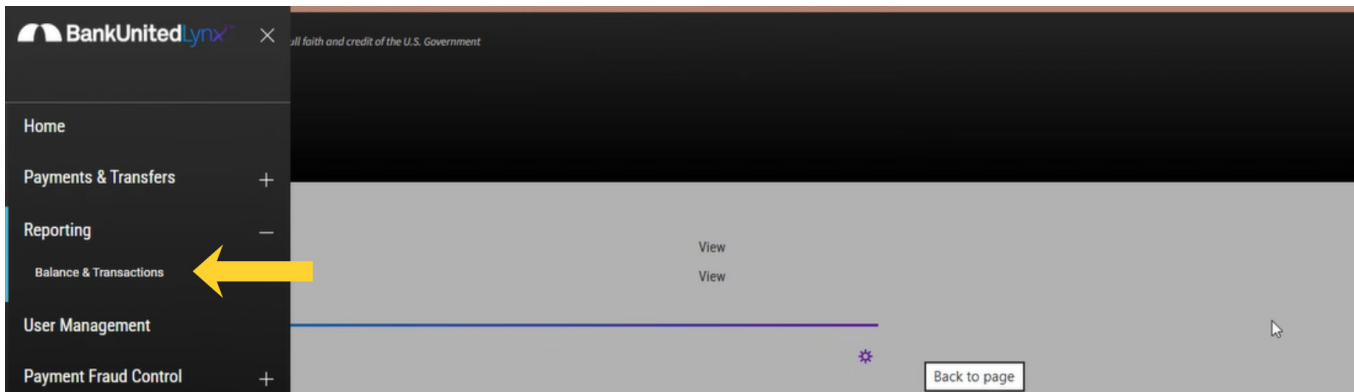 BankUnitedLynx
ull faith and credit of the U.S. Government
Home
Payments & Transfers
Reporting
Balance & Transactions
User Management
Payment Fraud Control
View
View
Back to page